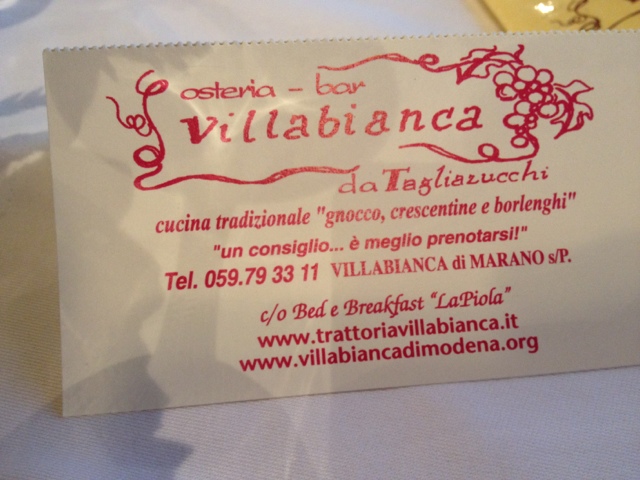 osteria - bar
villabianca
da Tagliazucchi
cucina tradizionale "gnocco, crescentine e borlenghi"
"un consiglio... è meglio prenotarsi!"
Tel. 059.79 33 11 VILLABIANCA di MARANO s/P.
c/o Bed e Breakfast "LaPiola"
www.trattoriavillabianca.it
www.villabiancadimodena.org